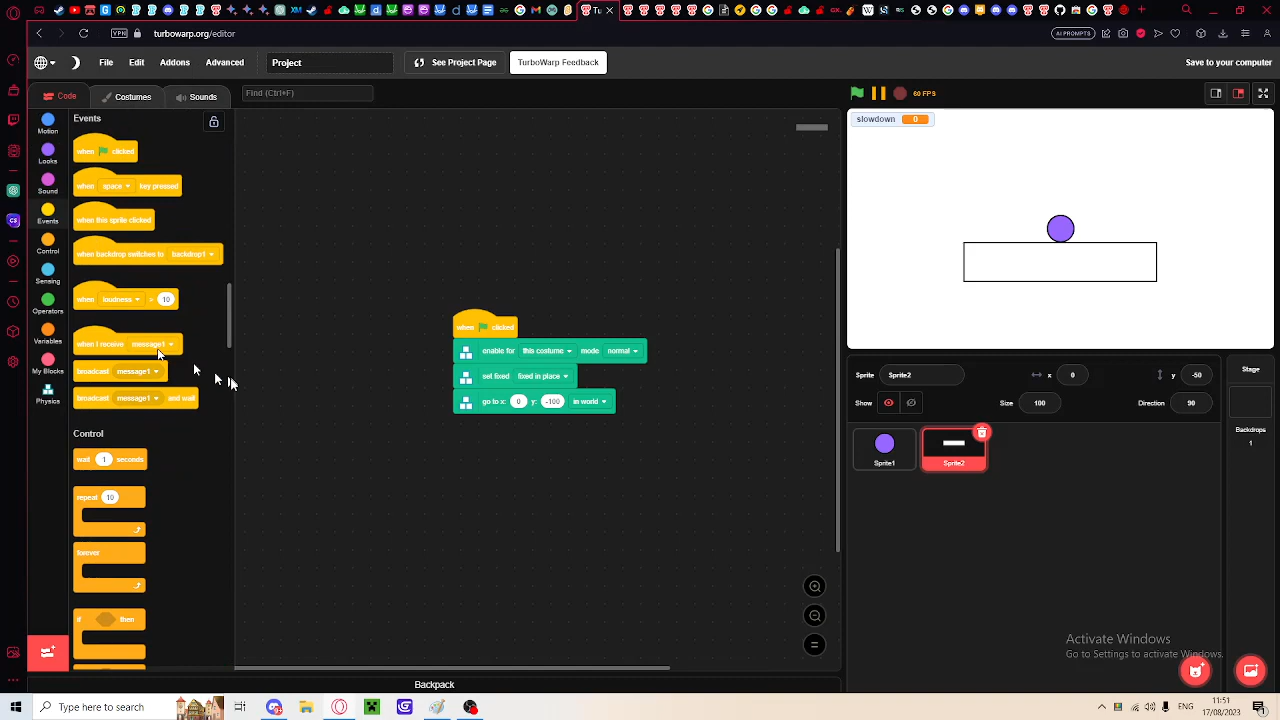 Tu
VPN
turbowarp.org/editor
AI PROMPTS
File
Edit
Addons
Advanced
Project
See Project Page
TurboWarp Feedback
Save to your computer
Code
Costumes
Sounds
Find (Ctrl+F)
60 FPS
Motion
Looks
Sound
Events
Control
Sensing
Operators
Variables
My Blocks
Physics
Events
when clicked
when space key pressed
when this sprite clicked
when backdrop switches to backdrop1
when loudness > 10
when I receive message1
broadcast message1
broadcast message1 and wait
Control
wait 1 seconds
repeat 10
forever
if then
when clicked
enable for this costume mode normal
set fixed fixed in place
go to x: 0 y: -100 in world
slowdown 0
Sprite
Sprite2
x
0
y
-50
Show
Size
100
Direction
90
Sprite1
Sprite2
Stage
Backdrops
1
Backpack
Activate Windows
Go to Settings to activate Windows.
Type here to search
ENG
11:51
17/08/2023